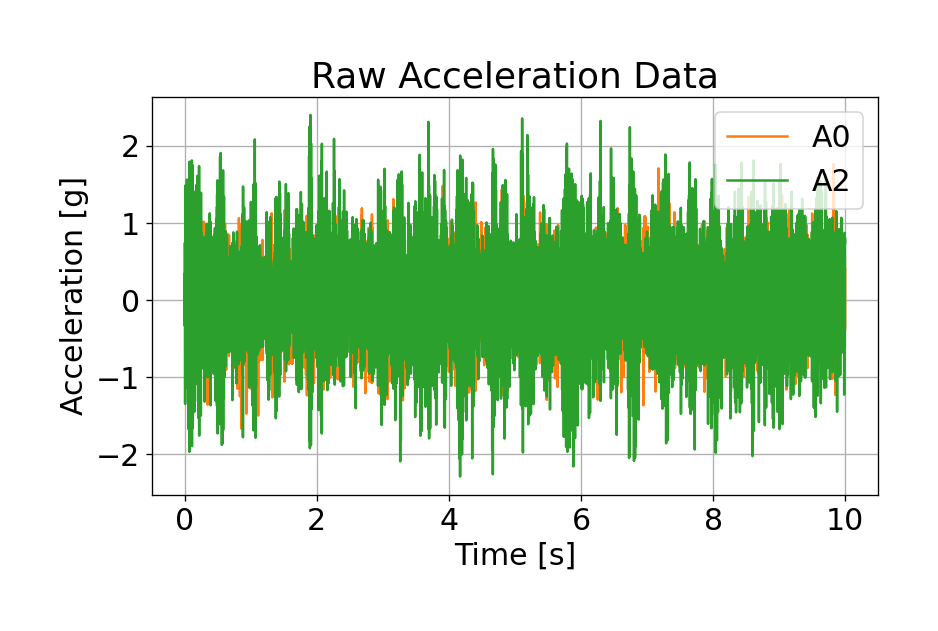 Raw Acceleration Data
A0
A2
2
1
0
−1
−2
Acceleration [g]
0 2 4 6 8 10
Time [s]